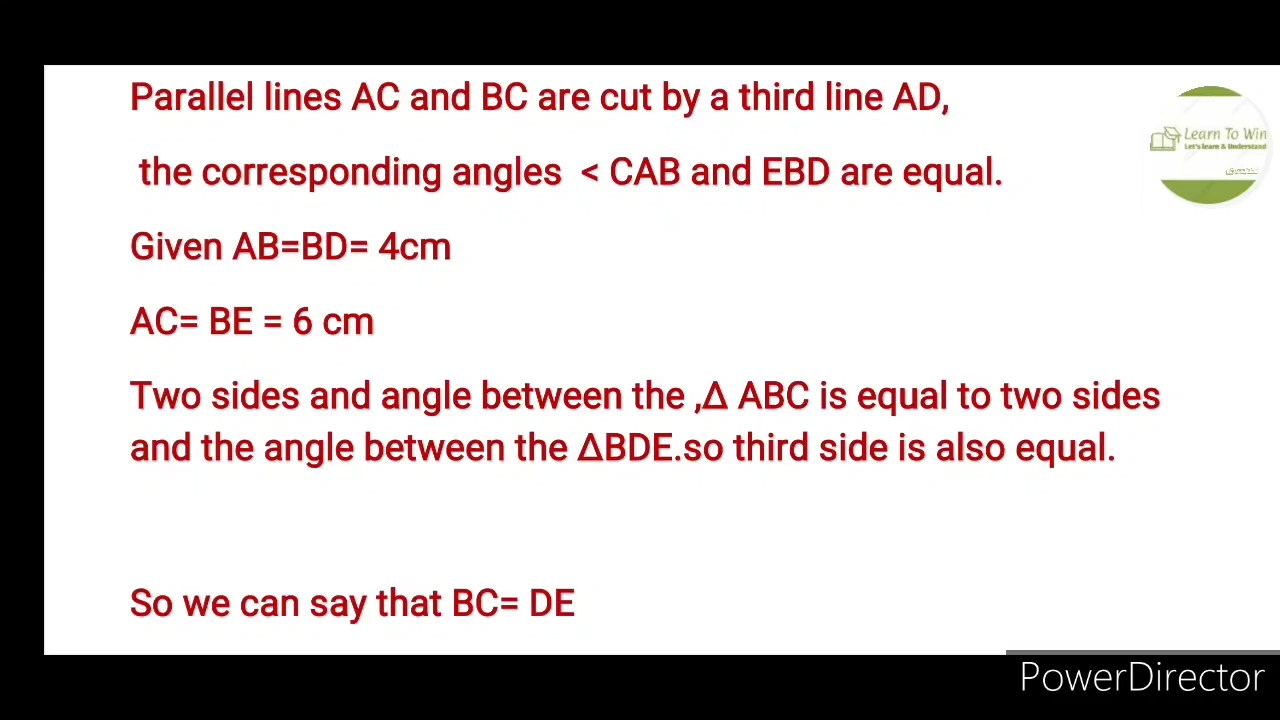 Parallel lines AC and BC are cut by a third line AD,
the corresponding angles < CAB and EBD are equal.
Given AB=BD= 4cm
AC= BE = 6 cm
Two sides and angle between the ,Δ ABC is equal to two sides
and the angle between the ΔBDE.so third side is also equal.
So we can say that BC= DE
Learn To Win
Let's learn & Understand
PowerDirector